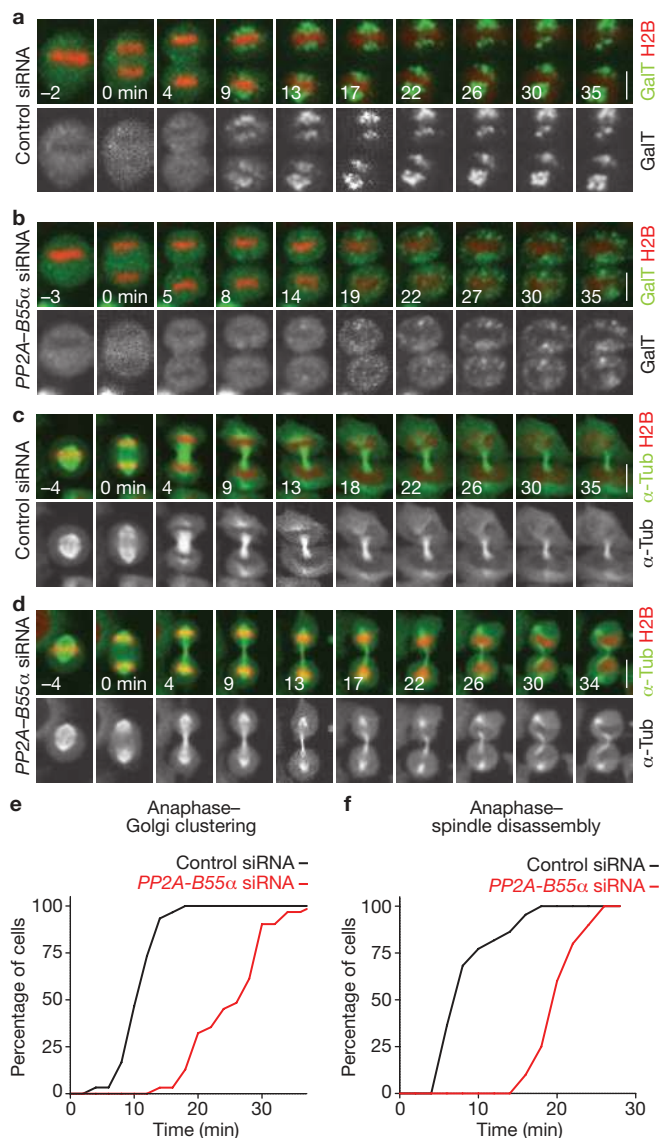 a
Control siRNA
–2 0 min 4 9 13 17 22 26 30 35
GalT H2B
GalT
b
PP2A–B55α siRNA
–3 0 min 5 8 14 19 22 27 30 35
GalT H2B
GalT
c
Control siRNA
–4 0 min 4 9 13 18 22 26 30 35
α-Tub H2B
α-Tub
d
PP2A–B55α siRNA
–4 0 min 4 9 13 17 22 26 30 34
α-Tub H2B
α-Tub
e
Anaphase–
Golgi clustering
Control siRNA –
PP2A-B55α siRNA –
Percentage of cells
100
75
50
25
0
0 10 20 30
Time (min)
f
Anaphase–
spindle disassembly
Control siRNA –
PP2A-B55α siRNA –
Percentage of cells
100
75
50
25
0
0 10 20 30
Time (min)